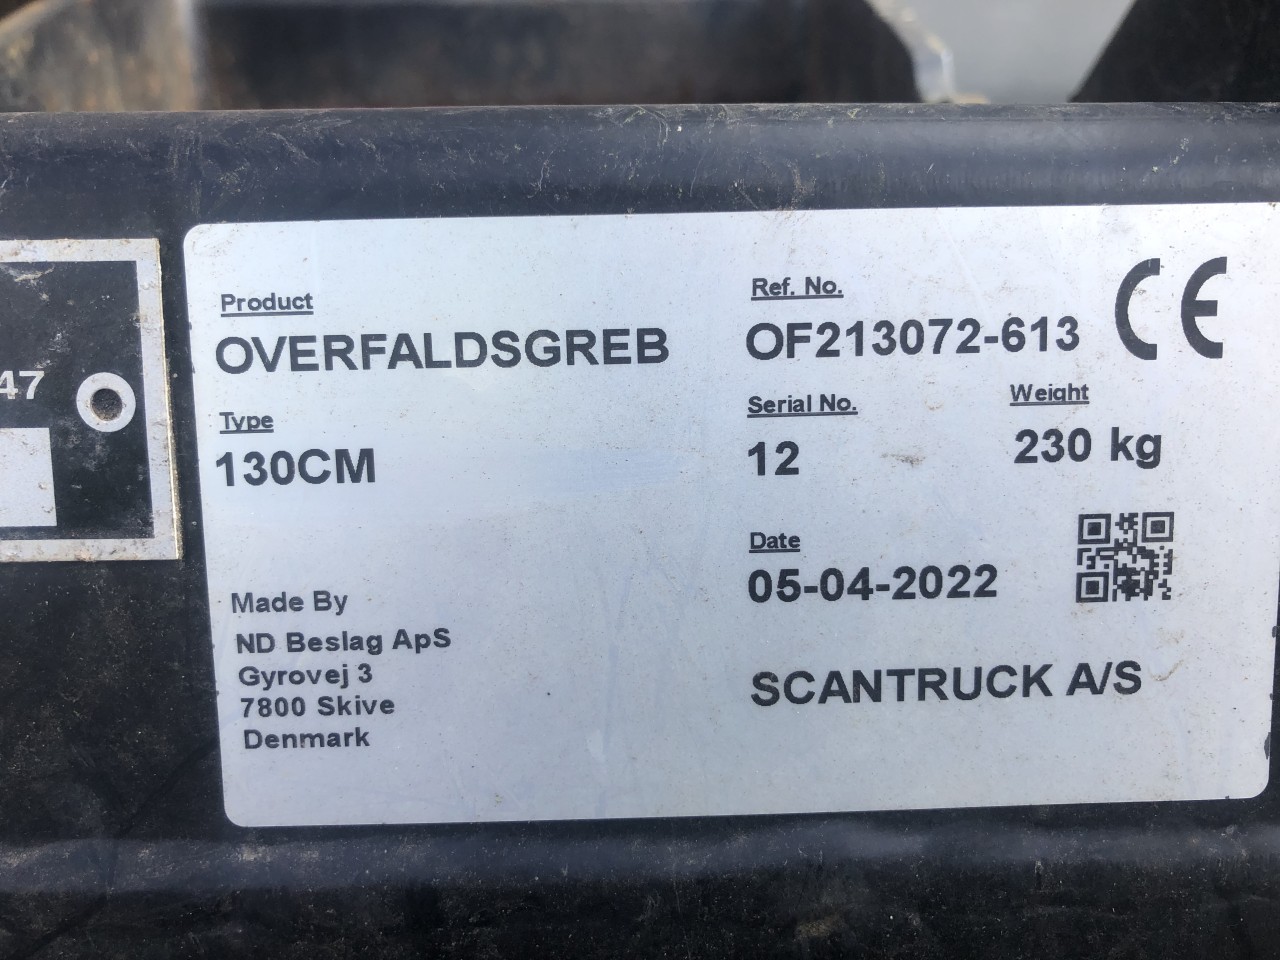 47
Product
OVERFALDSGREB
Type
130CM
Made By
ND Beslag ApS
Gyrovej 3
7800 Skive
Denmark
Ref. No.
OF213072-613
CE
Serial No.
12
Weight
230 kg
Date
05-04-2022
SCANTRUCK A/S